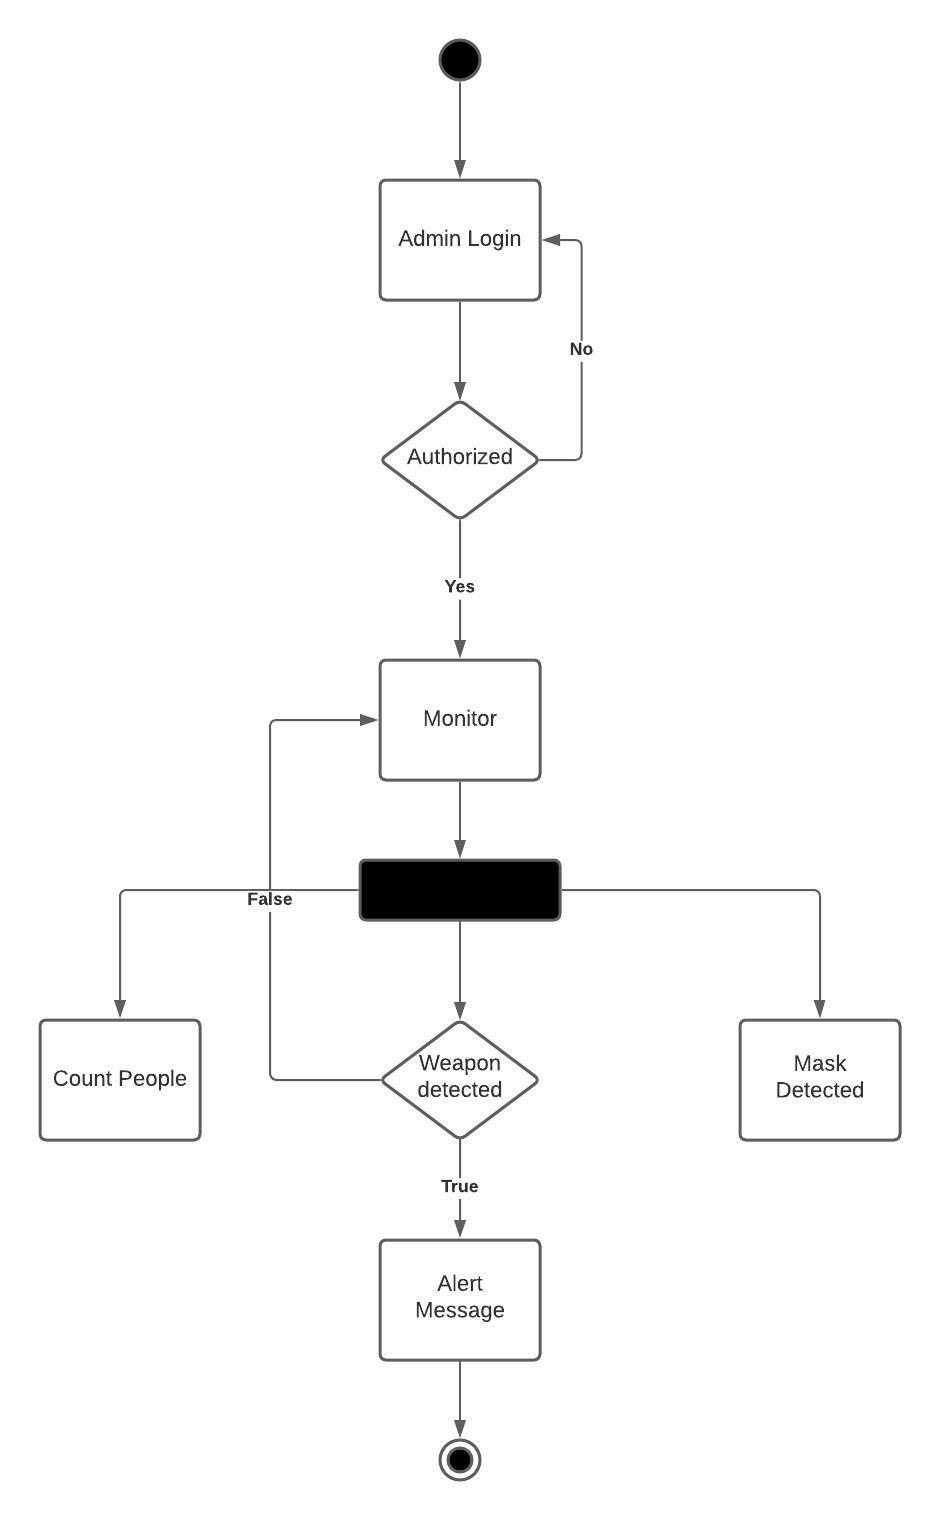 Admin Login
No
Authorized
Yes
Monitor
False
Count People
Weapon
detected
Mask
Detected
True
Alert
Message